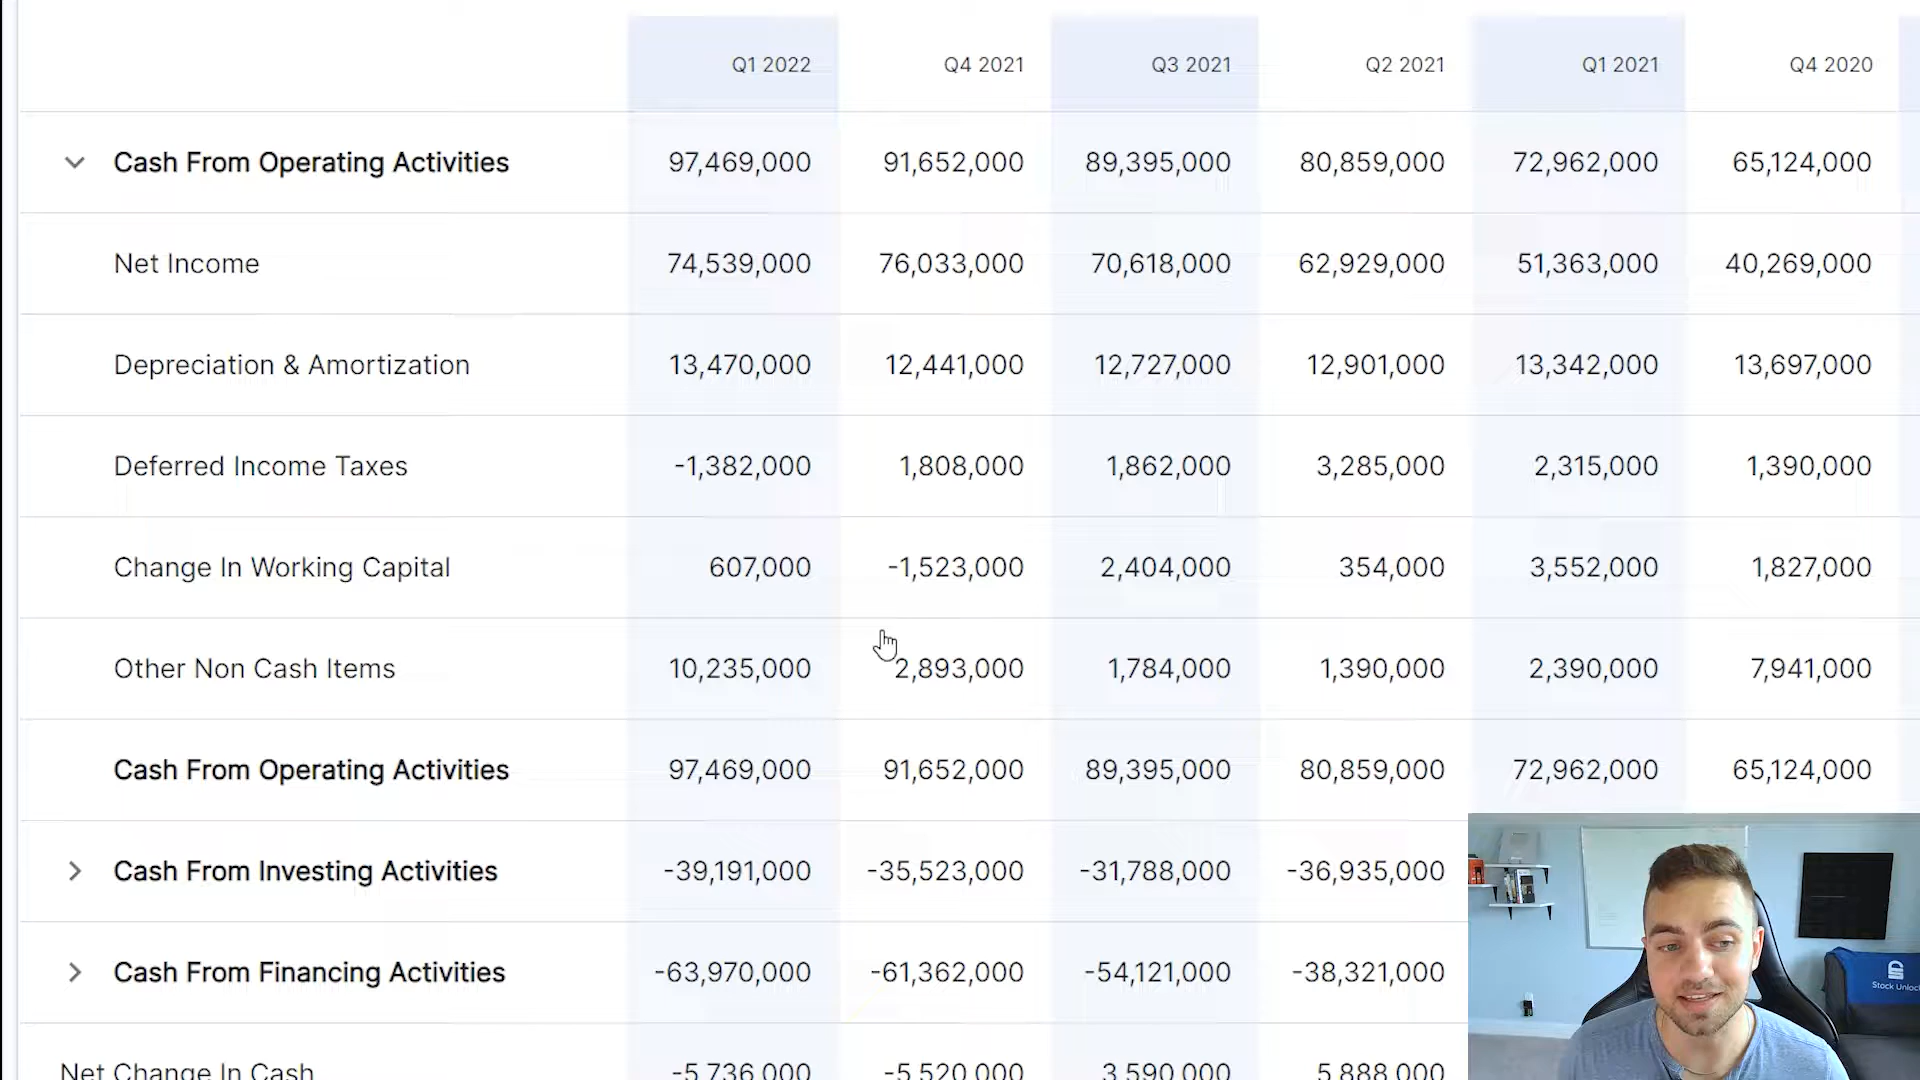 Q1 2022 Q4 2021 Q3 2021 Q2 2021 Q1 2021 Q4 2020
Cash From Operating Activities 97,469,000 91,652,000 89,395,000 80,859,000 72,962,000 65,124,000
Net Income 74,539,000 76,033,000 70,618,000 62,929,000 51,363,000 40,269,000
Depreciation & Amortization 13,470,000 12,441,000 12,727,000 12,901,000 13,342,000 13,697,000
Deferred Income Taxes -1,382,000 1,808,000 1,862,000 3,285,000 2,315,000 1,390,000
Change In Working Capital 607,000 -1,523,000 2,404,000 354,000 3,552,000 1,827,000
Other Non Cash Items 10,235,000 2,893,000 1,784,000 1,390,000 2,390,000 7,941,000
Cash From Operating Activities 97,469,000 91,652,000 89,395,000 80,859,000 72,962,000 65,124,000
Cash From Investing Activities -39,191,000 -35,523,000 -31,788,000 -36,935,000
Cash From Financing Activities -63,970,000 -61,362,000 -54,121,000 -38,321,000
Net Change In Cash -5,736,000 -5,520,000 3,590,000 5,888,000
Stock Unloc